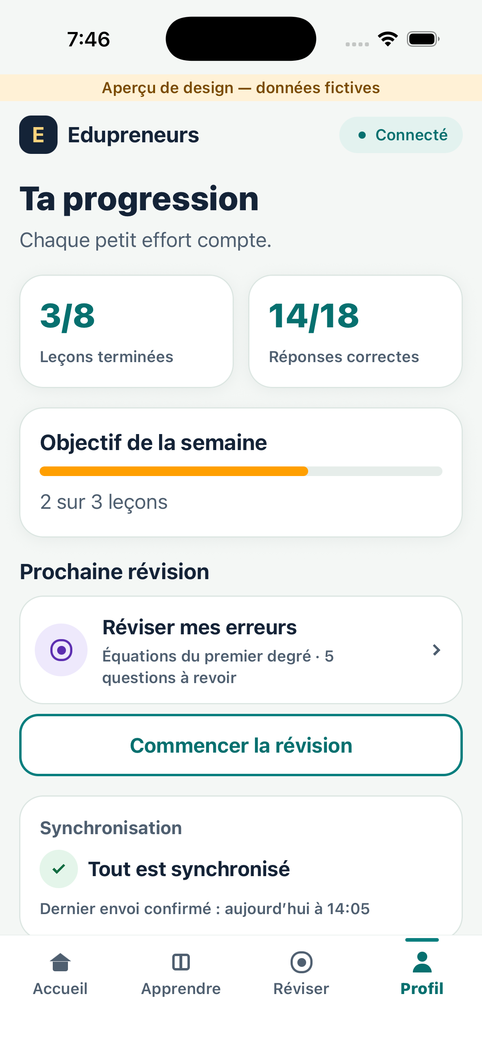 7:46
Aperçu de design — données fictives
E
Edupreneurs
Connecté
Ta progression
Chaque petit effort compte.
3/8
Leçons terminées
14/18
Réponses correctes
Objectif de la semaine
2 sur 3 leçons
Prochaine révision
Réviser mes erreurs
Équations du premier degré · 5
questions à revoir
Commencer la révision
Synchronisation
Tout est synchronisé
Dernier envoi confirmé : aujourd’hui à 14:05
Accueil
Apprendre
Réviser
Profil